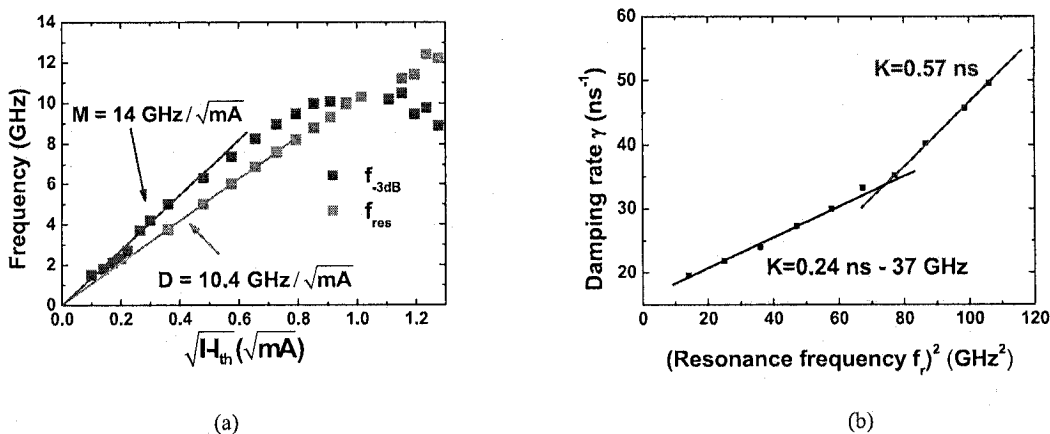 14
12
10
8
6
4
2
0
Frequency (GHz)
M = 14 GHz/√mA
f-3dB
fres
D = 10.4 GHz/√mA
0.0 0.2 0.4 0.6 0.8 1.0 1.2
√I-Ith (√mA)
(a)
60
50
40
30
20
Damping rate γ (ns-1)
K=0.57 ns
K=0.24 ns - 37 GHz
0 20 40 60 80 100 120
(Resonance frequency fr)2 (GHz2)
(b)